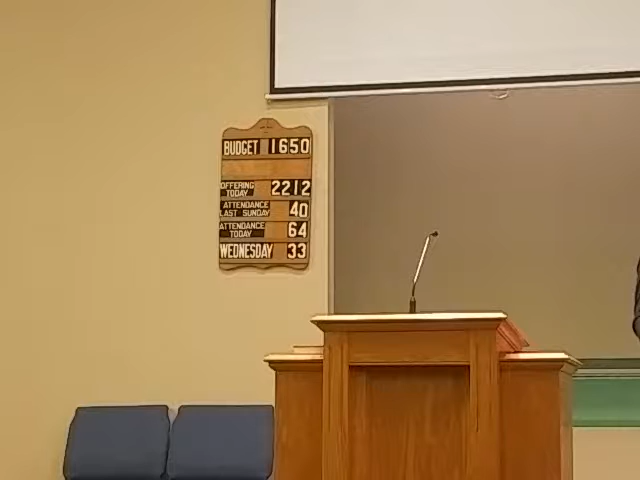 BUDGET 1650
OFFERING TODAY 2212
ATTENDANCE LAST SUNDAY 40
ATTENDANCE TODAY 64
WEDNESDAY 33